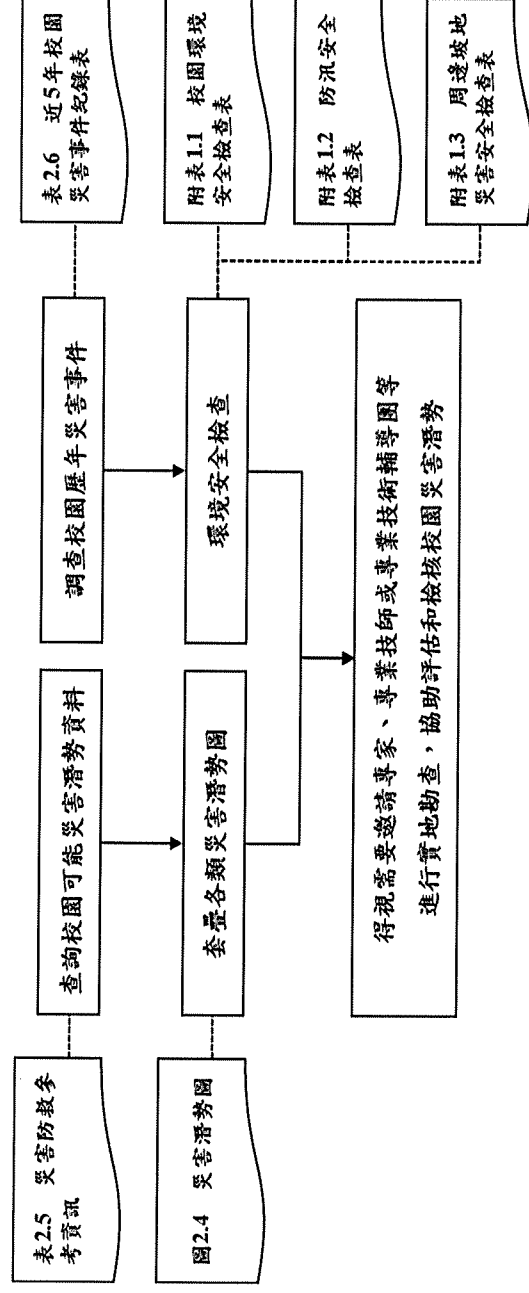 表2.5 災害防救參
考資訊
查詢校園可能災害潛勢資料
調查校園歷年災害事件
表2.6 近5年校園
災害事件紀錄表
圖2.4 災害潛勢圖
套疊各類災害潛勢圖
環境安全檢查
附表1.1 校園環境
安全檢查表
附表1.2 防汛安全
檢查表
附表1.3 周邊坡地
災害安全檢查表
得視需要邀請專家、專業技師或專業技術輔導團等
進行實地勘查,協助評估和檢核校園災害潛勢